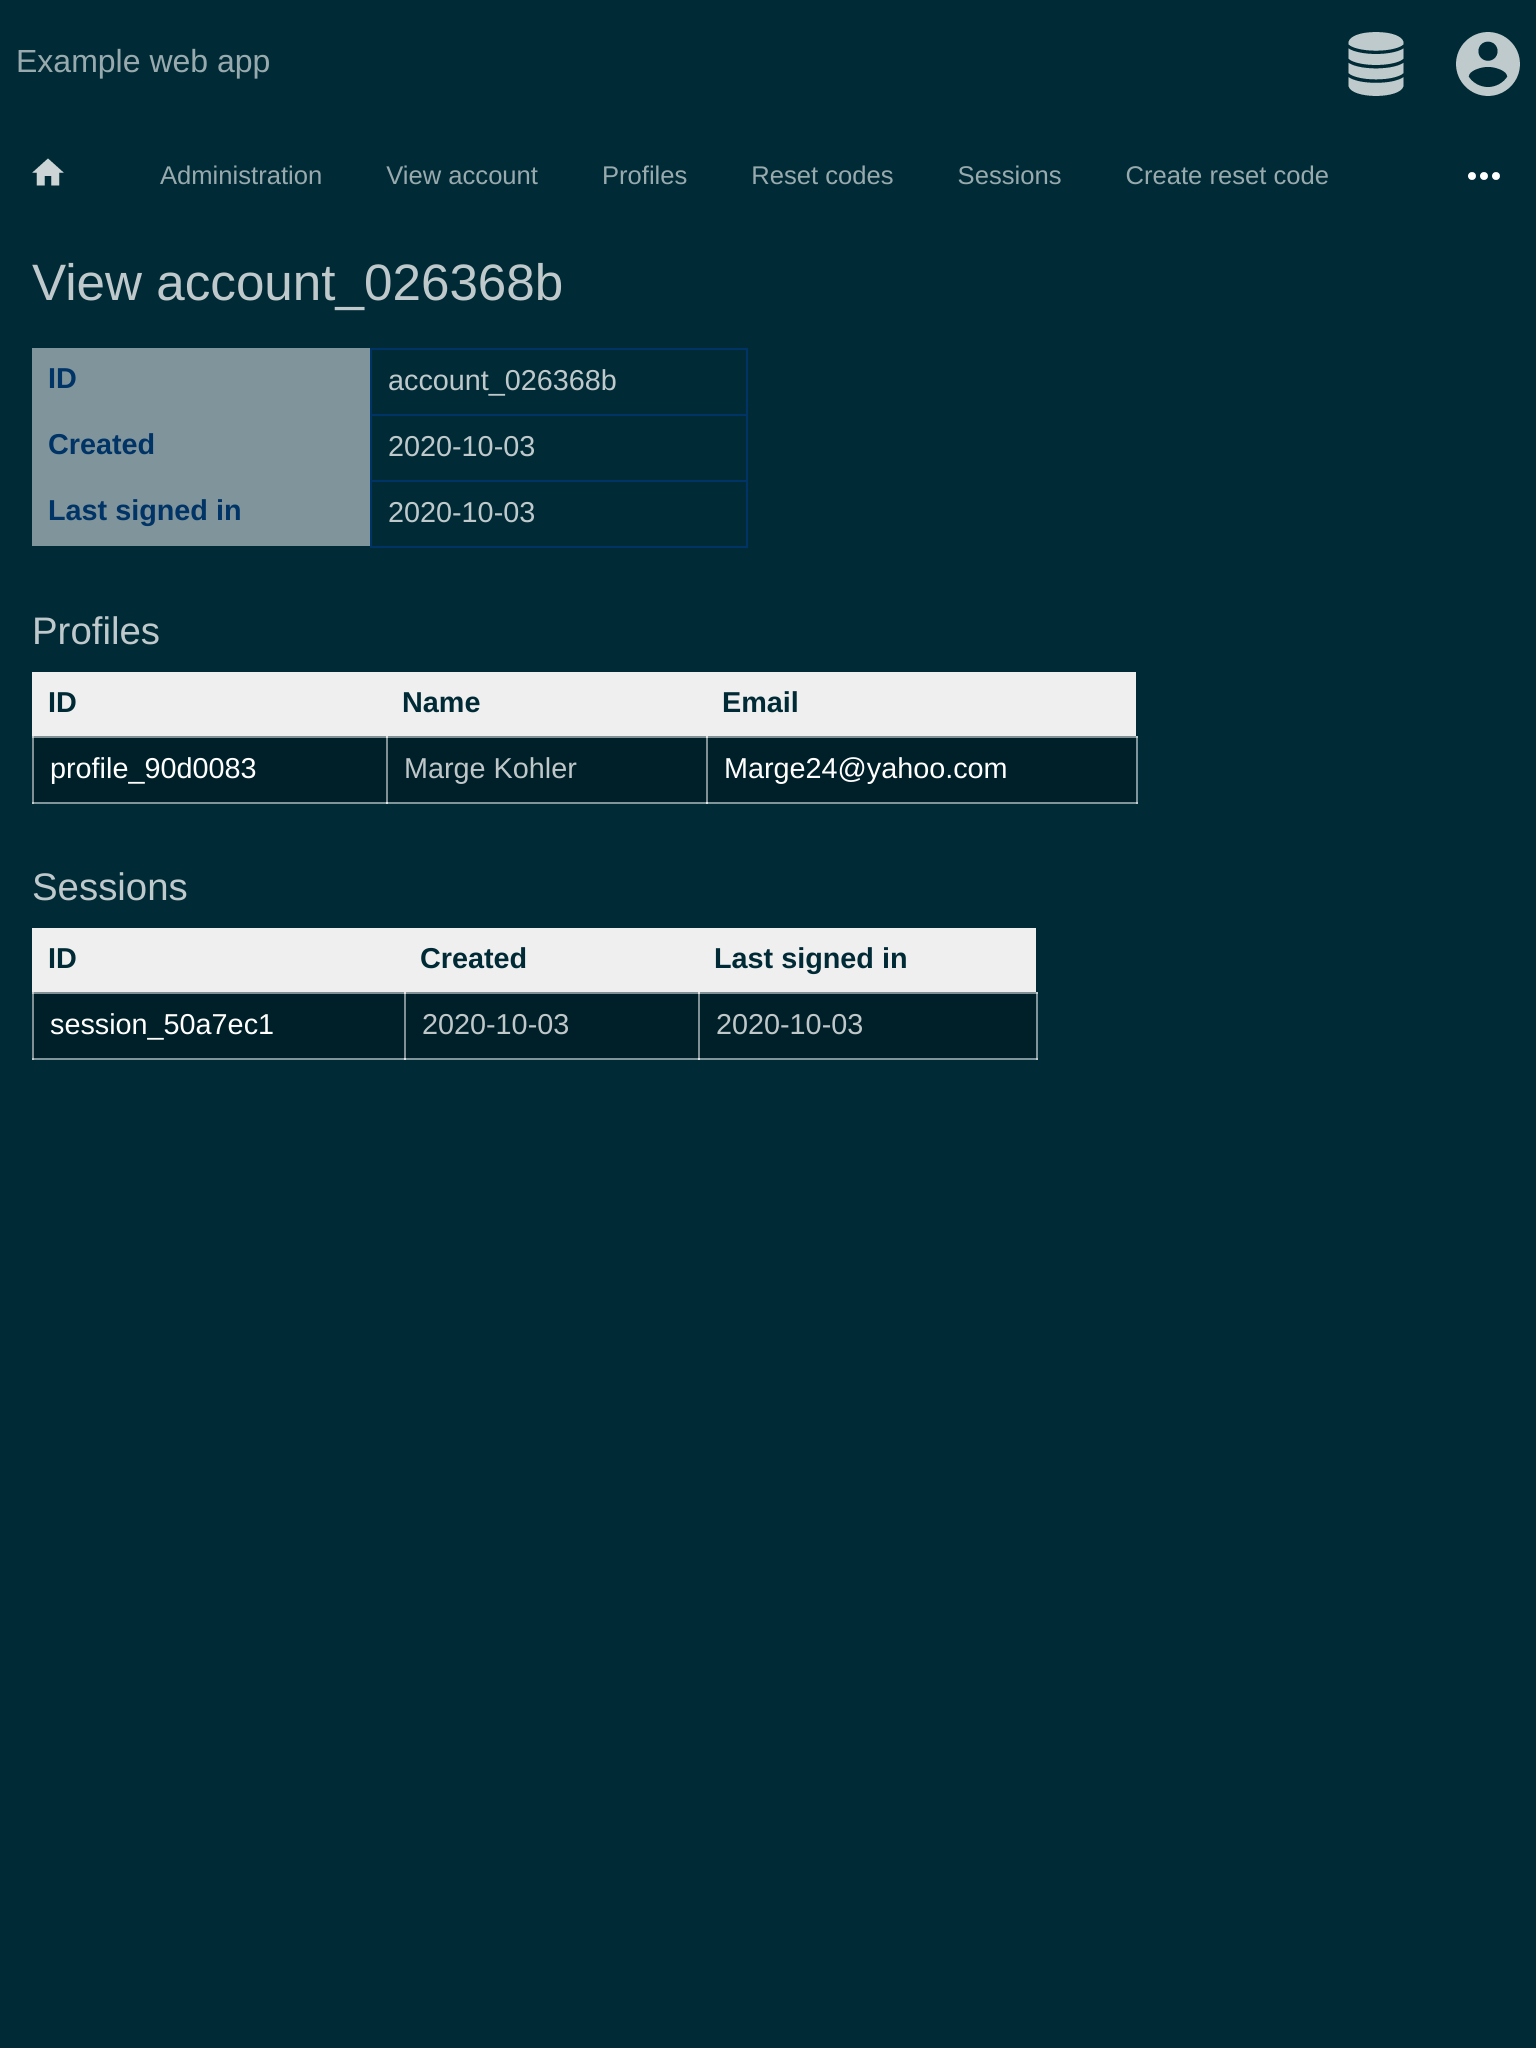 Example web app
Administration View account Profiles Reset codes Sessions Create reset code
View account_026368b
ID account_026368b
Created 2020-10-03
Last signed in 2020-10-03
Profiles
ID Name Email
profile_90d0083 Marge Kohler Marge24@yahoo.com
Sessions
ID Created Last signed in
session_50a7ec1 2020-10-03 2020-10-03